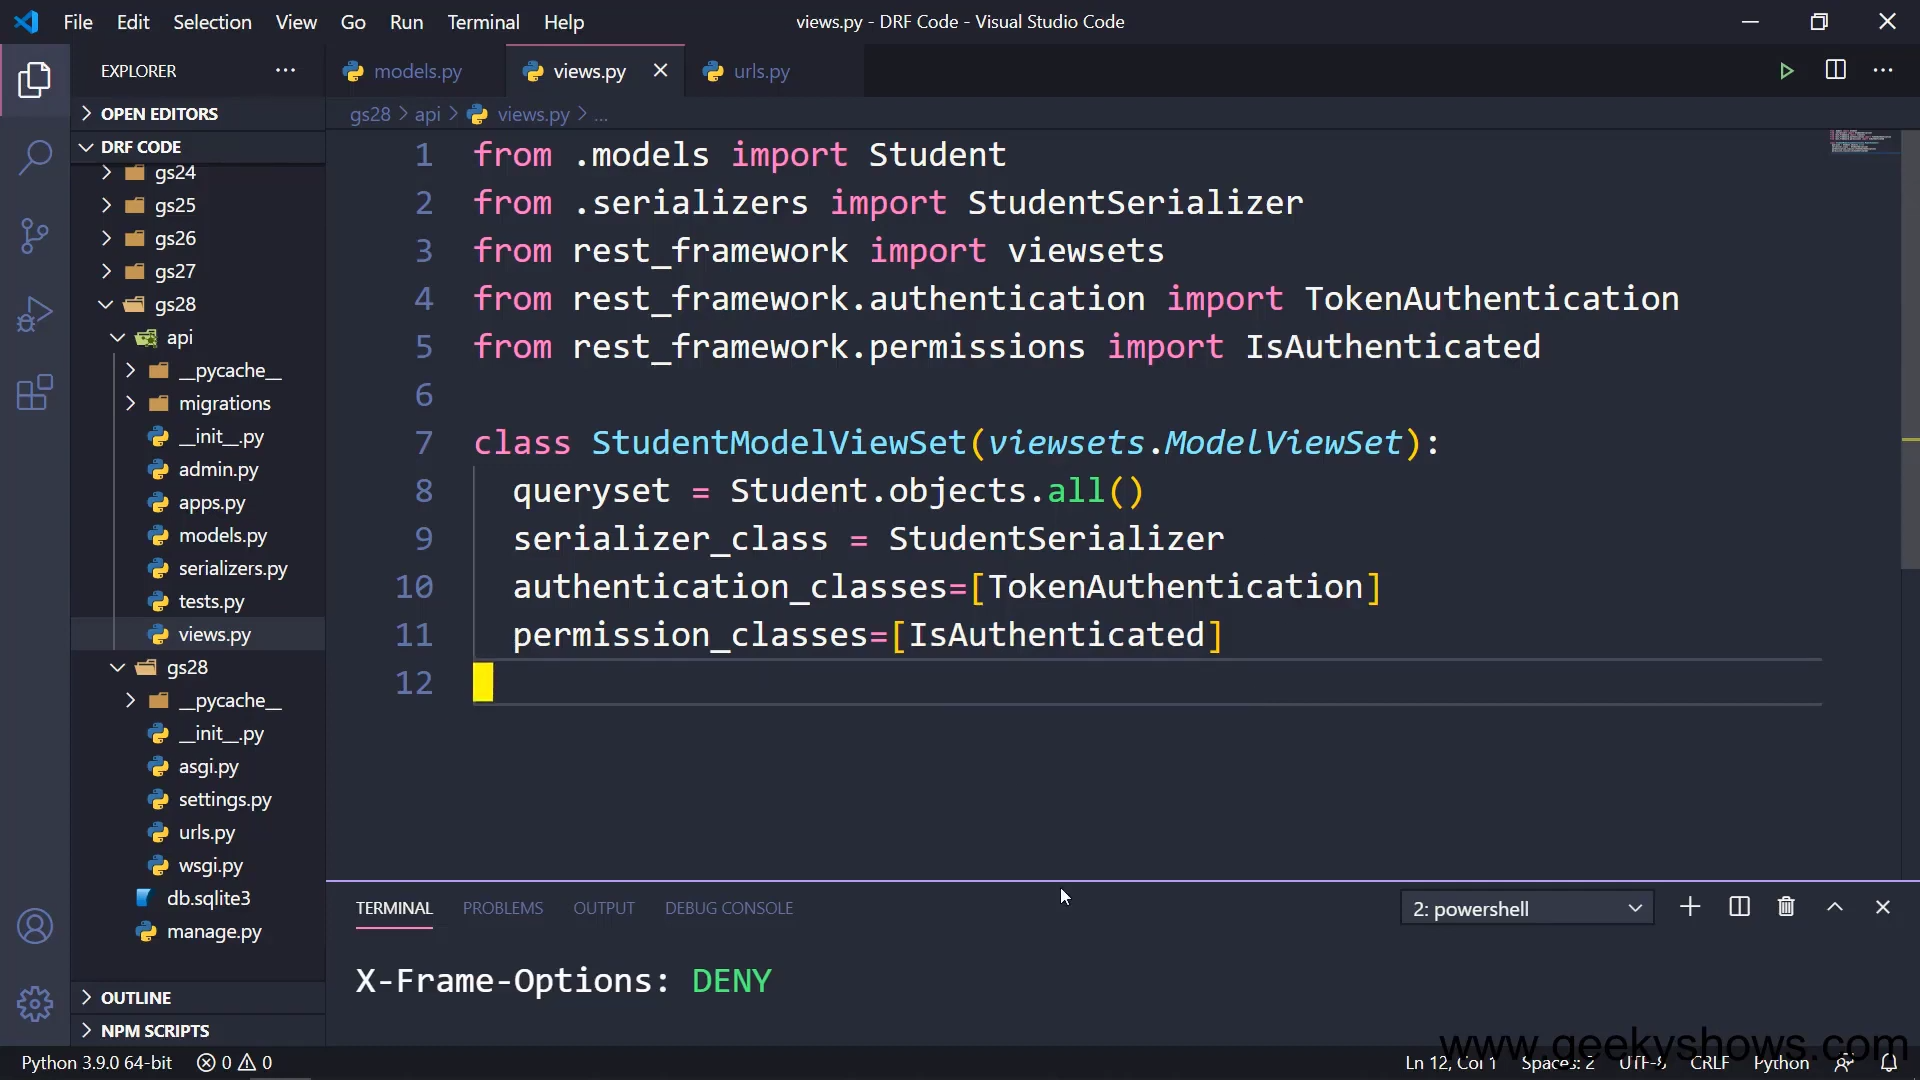 File Edit Selection View Go Run Terminal Help
views.py - DRF Code - Visual Studio Code
EXPLORER
OPEN EDITORS
DRF CODE
gs24
gs25
gs26
gs27
gs28
api
__pycache__
migrations
__init__.py
admin.py
apps.py
models.py
serializers.py
tests.py
views.py
gs28
__pycache__
__init__.py
asgi.py
settings.py
urls.py
wsgi.py
db.sqlite3
manage.py
OUTLINE
NPM SCRIPTS
models.py views.py urls.py
gs28 > api > views.py > ...
1 from .models import Student
2 from .serializers import StudentSerializer
3 from rest_framework import viewsets
4 from rest_framework.authentication import TokenAuthentication
5 from rest_framework.permissions import IsAuthenticated
6
7 class StudentModelViewSet(viewsets.ModelViewSet):
8 queryset = Student.objects.all()
9 serializer_class = StudentSerializer
10 authentication_classes=[TokenAuthentication]
11 permission_classes=[IsAuthenticated]
12
TERMINAL PROBLEMS OUTPUT DEBUG CONSOLE
2: powershell
X-Frame-Options: DENY
www.geekyshows.com
Python 3.9.0 64-bit 0 0
Ln 12, Col 1 Spaces: 2 UTF-8 CRLF Python